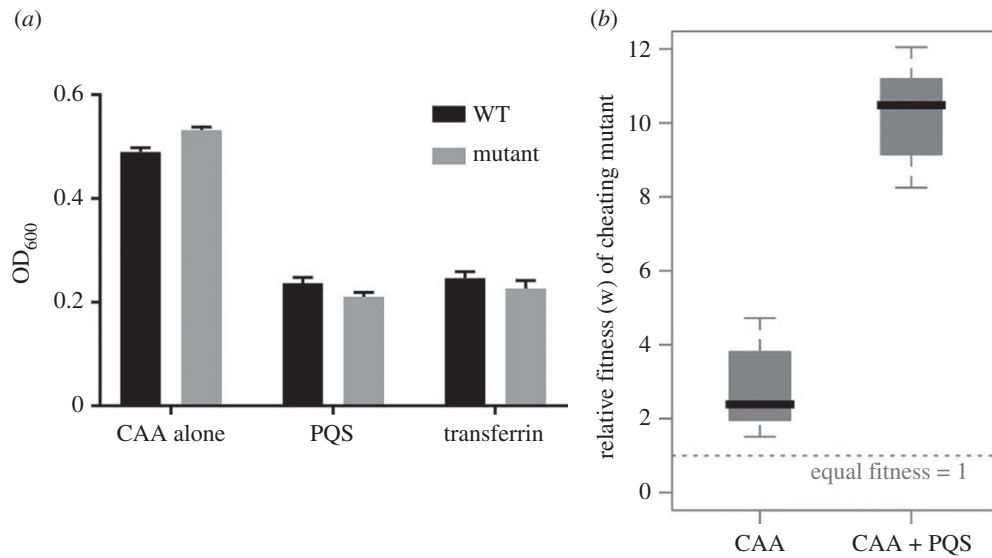 (a)
0.6
0.4
0.2
0
OD600
WT
mutant
CAA alone
PQS
transferrin
(b)
12
10
8
6
4
2
0
relative fitness (w) of cheating mutant
equal fitness = 1
CAA
CAA + PQS